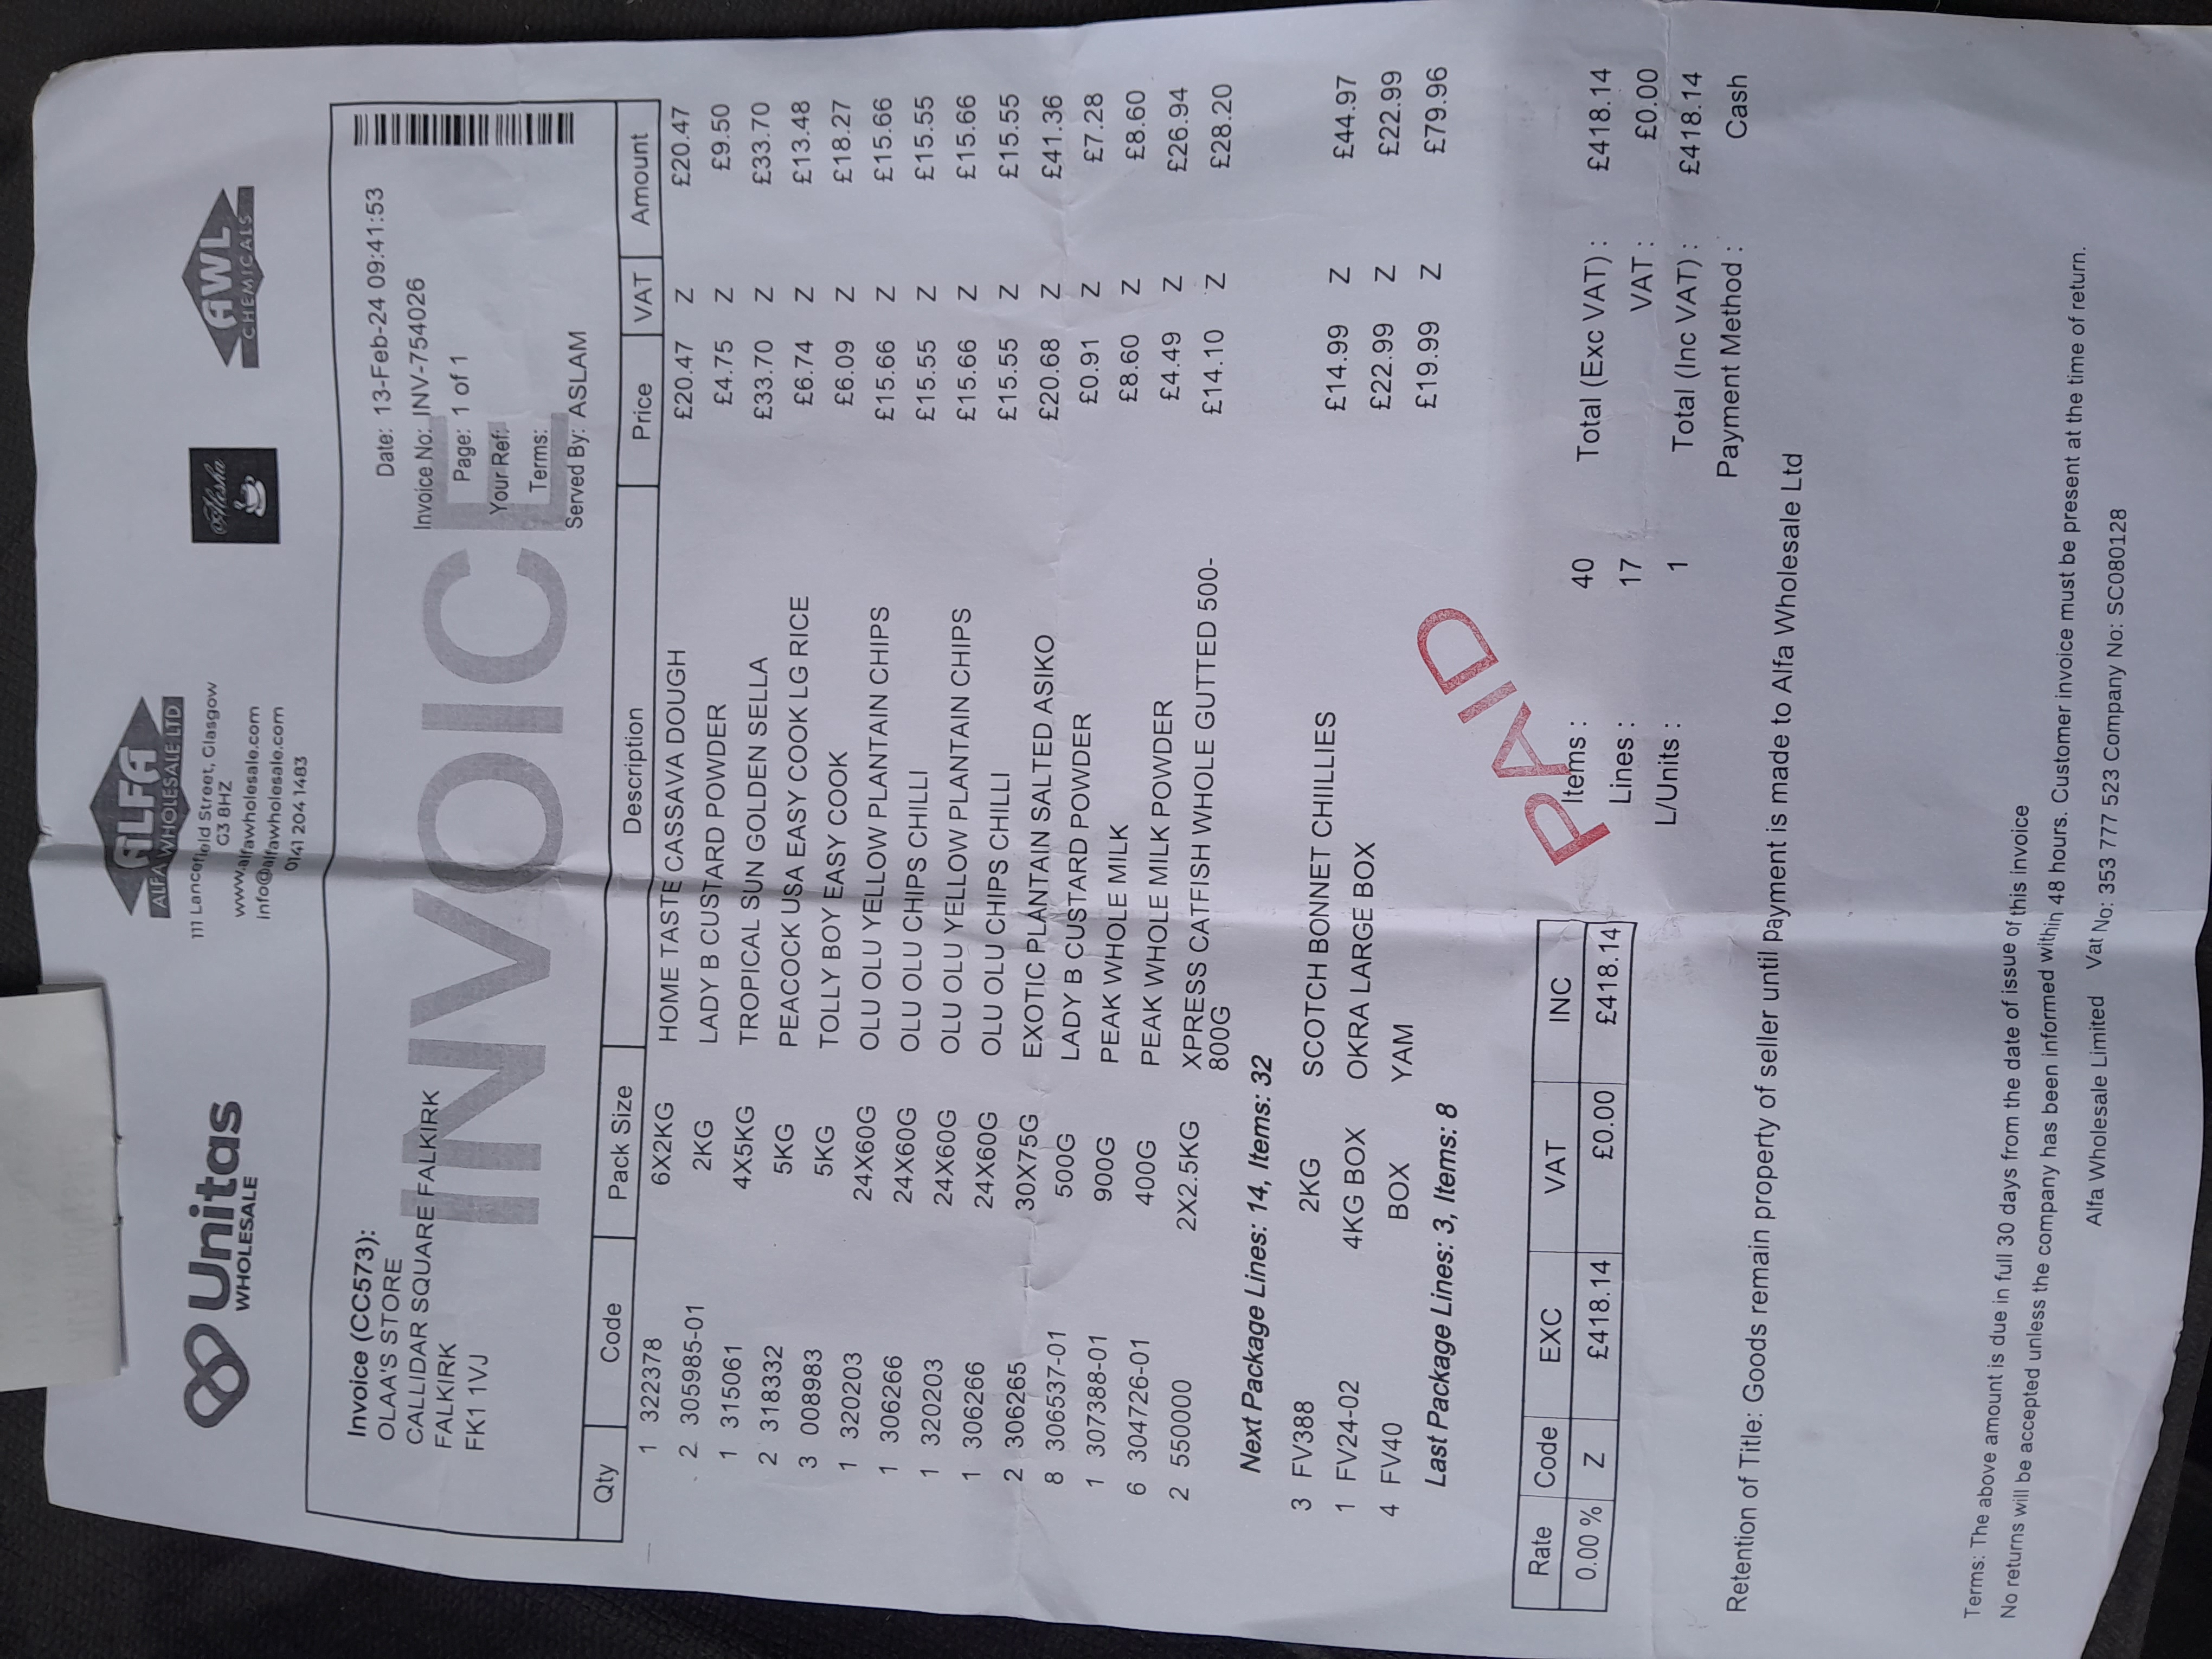 Unitas
WHOLESALE
ALFA
ALFA WHOLESALE LTD
111 Lancefield Street, Glasgow
G3 8HZ
www.alfawholesale.com
info@alfawholesale.com
0141 204 1483
Alesha
AWL
CHEMICALS
INVOICE
Invoice (CC573):
OLAA'S STORE
CALLIDAR SQUARE FALKIRK
FALKIRK
FK1 1VJ
Date: 13-Feb-24 09:41:53
Invoice No: INV-754026
Page: 1 of 1
Your Ref:
Terms:
Served By: ASLAM
Qty Code Pack Size Description Price VAT Amount
1 322378 6X2KG HOME TASTE CASSAVA DOUGH £20.47 Z £20.47
2 305985-01 2KG LADY B CUSTARD POWDER £4.75 Z £9.50
1 315061 4X5KG TROPICAL SUN GOLDEN SELLA £33.70 Z £33.70
2 318332 5KG PEACOCK USA EASY COOK LG RICE £6.74 Z £13.48
3 008983 5KG TOLLY BOY EASY COOK £6.09 Z £18.27
1 320203 24X60G OLU OLU YELLOW PLANTAIN CHIPS £15.66 Z £15.66
1 306266 24X60G OLU OLU CHIPS CHILLI £15.55 Z £15.55
1 320203 24X60G OLU OLU YELLOW PLANTAIN CHIPS £15.66 Z £15.66
1 306266 24X60G OLU OLU CHIPS CHILLI £15.55 Z £15.55
2 306265 30X75G EXOTIC PLANTAIN SALTED ASIKO £20.68 Z £41.36
8 306537-01 500G LADY B CUSTARD POWDER £0.91 Z £7.28
1 307388-01 900G PEAK WHOLE MILK £8.60 Z £8.60
6 304726-01 400G PEAK WHOLE MILK POWDER £4.49 Z £26.94
2 550000 2X2.5KG XPRESS CATFISH WHOLE GUTTED 500- £14.10 Z £28.20
800G
Next Package Lines: 14, Items: 32
3 FV388 2KG SCOTCH BONNET CHIILLIES £14.99 Z £44.97
1 FV24-02 4KG BOX OKRA LARGE BOX £22.99 Z £22.99
4 FV40 BOX YAM £19.99 Z £79.96
Last Package Lines: 3, Items: 8
PAID
Rate Code EXC VAT INC
0.00 % Z £418.14 £0.00 £418.14
Items : 40
Lines : 17
L/Units : 1
Total (Exc VAT) : £418.14
VAT : £0.00
Total (Inc VAT) : £418.14
Payment Method : Cash
Retention of Title: Goods remain property of seller until payment is made to Alfa Wholesale Ltd
Terms: The above amount is due in full 30 days from the date of issue of this invoice
No returns will be accepted unless the company has been informed within 48 hours. Customer invoice must be present at the time of return.
Alfa Wholesale Limited Vat No: 353 777 523 Company No: SC080128